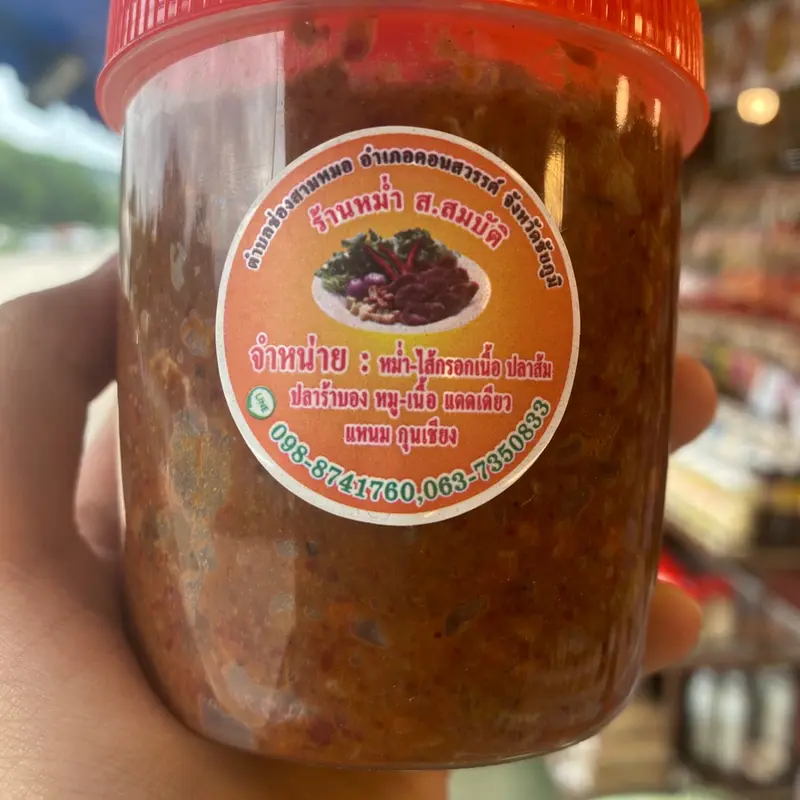 ตำบลช่องสามหมอ อำเภอคอนสวรรค์ จังหวัดชัยภูมิ
ร้านหม่ำ ส.สมบัติ
จำหน่าย : หม่ำ-ไส้กรอกเนื้อ ปลาส้ม
ปลาร้าบอง หมู-เนื้อ แดดเดียว
แหนม กุนเชียง
LINE
098-8741760,063-7350833